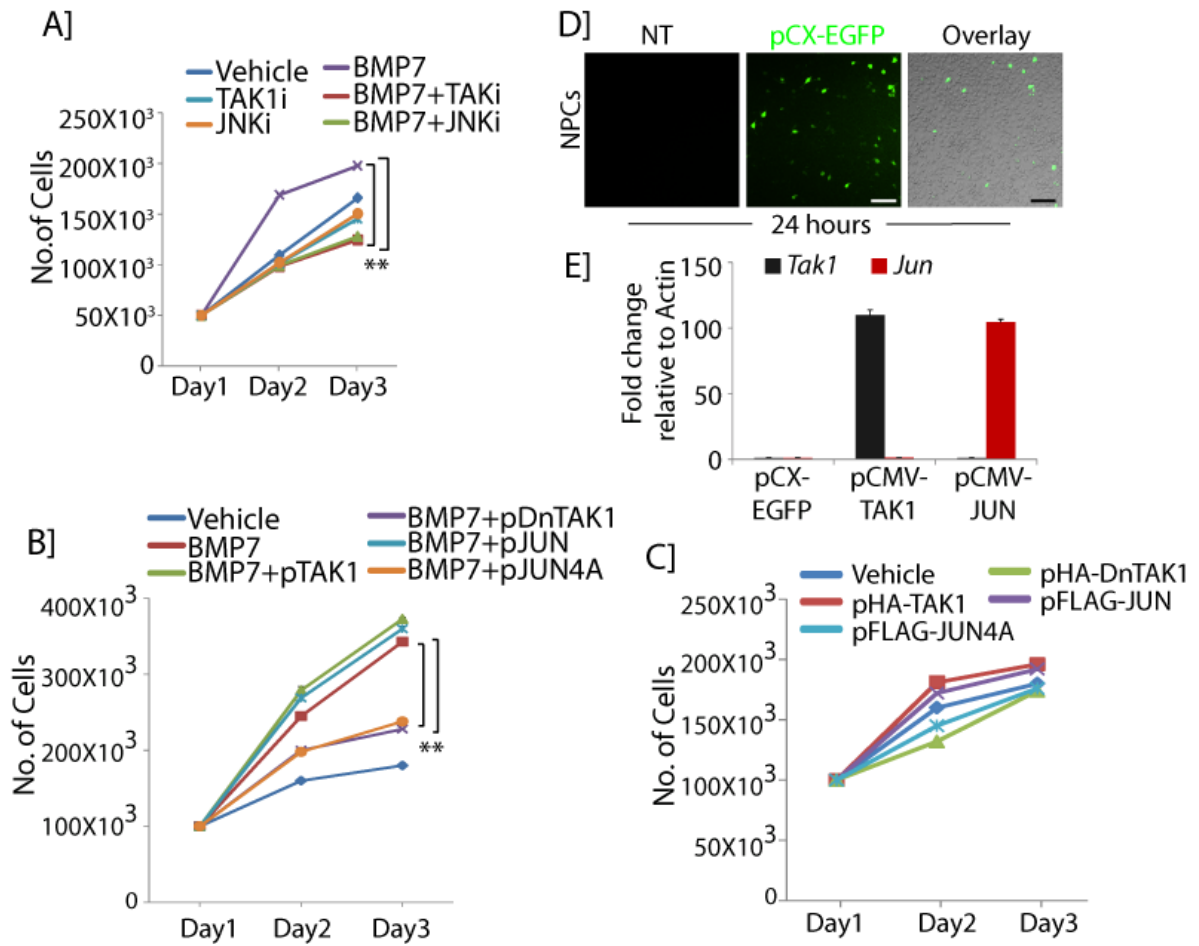 A]
Vehicle
TAK1i
JNKi
BMP7
BMP7+TAKi
BMP7+JNKi
No.of Cells
250X10³
200X10³
150X10³
100X10³
50X10³
0
**
Day1 Day2 Day3
D]
NT pCX-EGFP Overlay
NPCs
24 hours
E]
Tak1 Jun
Fold change
relative to Actin
150
100
50
0
pCX-
EGFP
pCMV-
TAK1
pCMV-
JUN
B]
Vehicle
BMP7
BMP7+pTAK1
BMP7+pDnTAK1
BMP7+pJUN
BMP7+pJUN4A
No. of Cells
400X10³
300X10³
200X10³
100X10³
0
**
Day1 Day2 Day3
C]
Vehicle
pHA-TAK1
pFLAG-JUN4A
pHA-DnTAK1
pFLAG-JUN
No. of Cells
250X10³
200X10³
150X10³
100X10³
50X10³
0
Day1 Day2 Day3